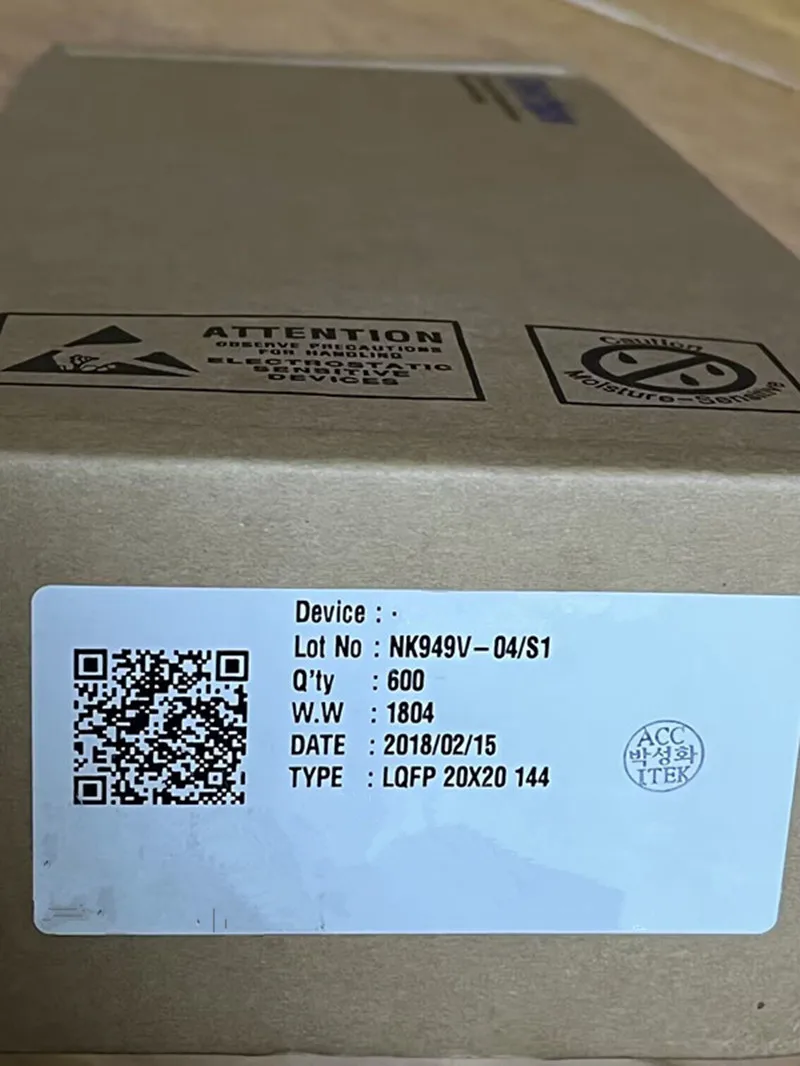 ATTENTION
OBSERVE PRECAUTIONS
FOR HANDLING
ELECTROSTATIC
SENSITIVE
DEVICES
Caution
Moisture-Sensitive
Device : ·
Lot No : NK949V-04/S1
Q'ty : 600
W.W : 1804
DATE : 2018/02/15
TYPE : LQFP 20X20 144
ACC
박성화
ITEK